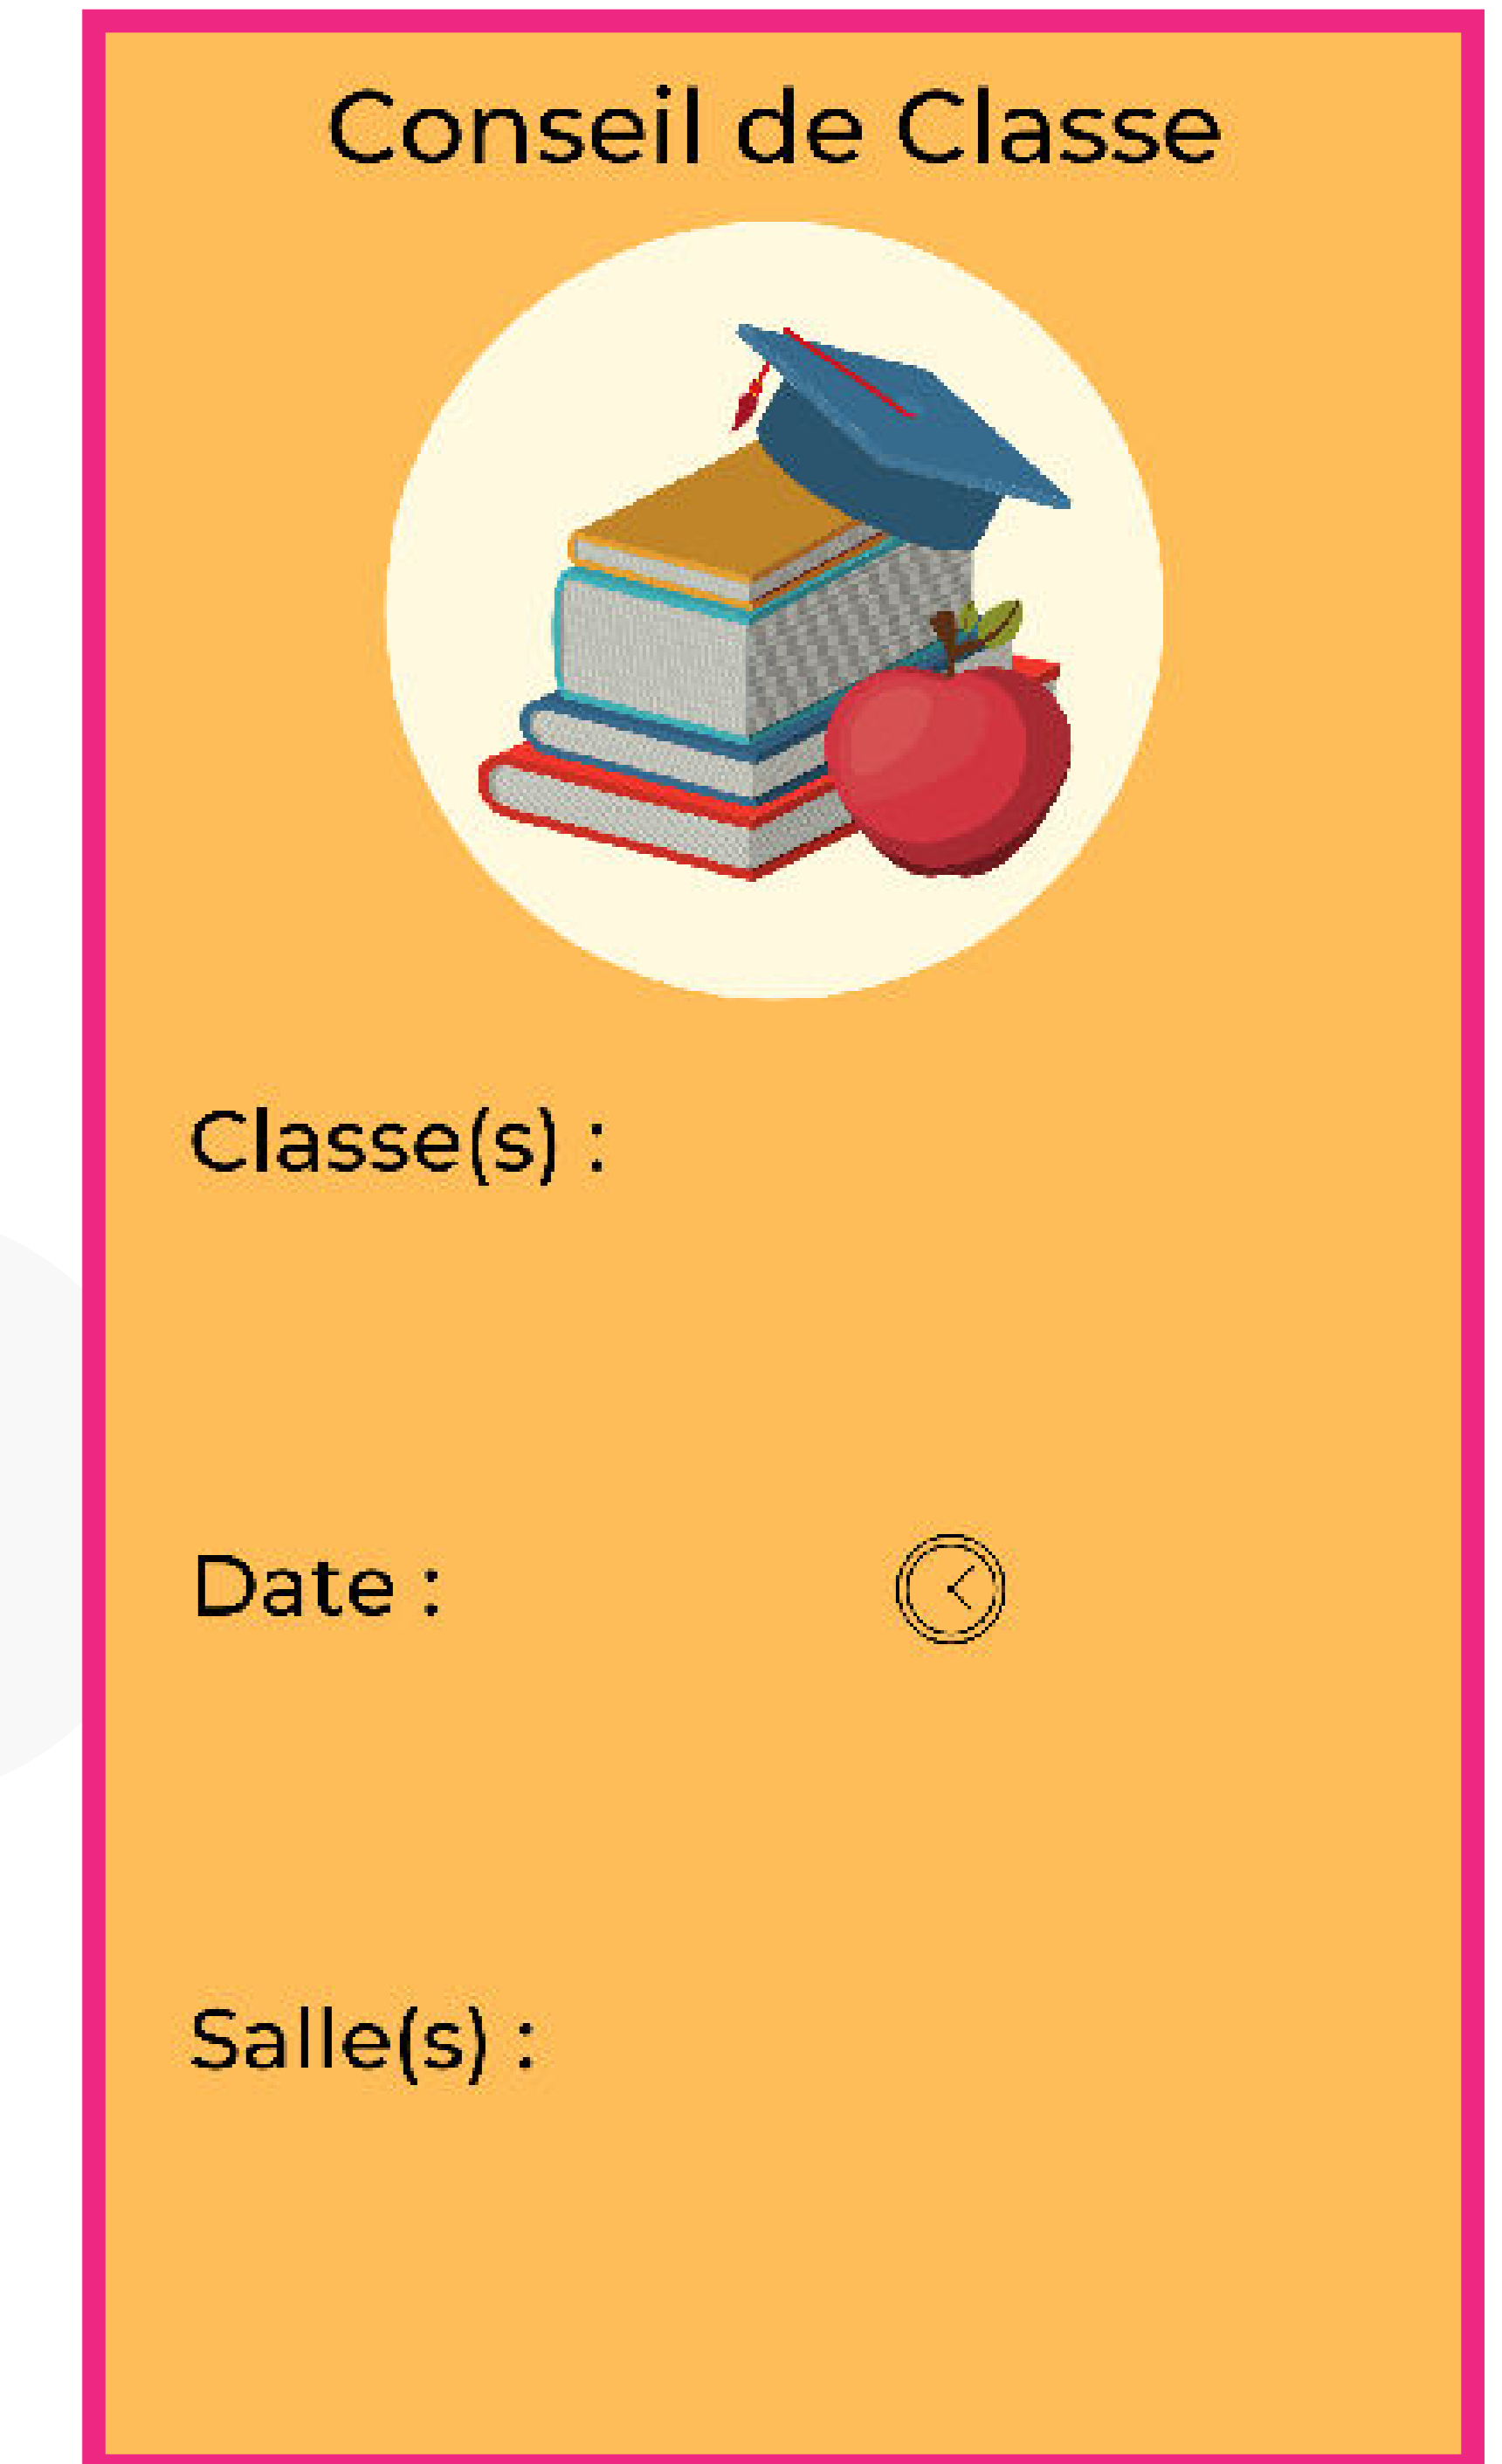 Conseil de Classe
Classe(s) :
Date :
Salle(s) :